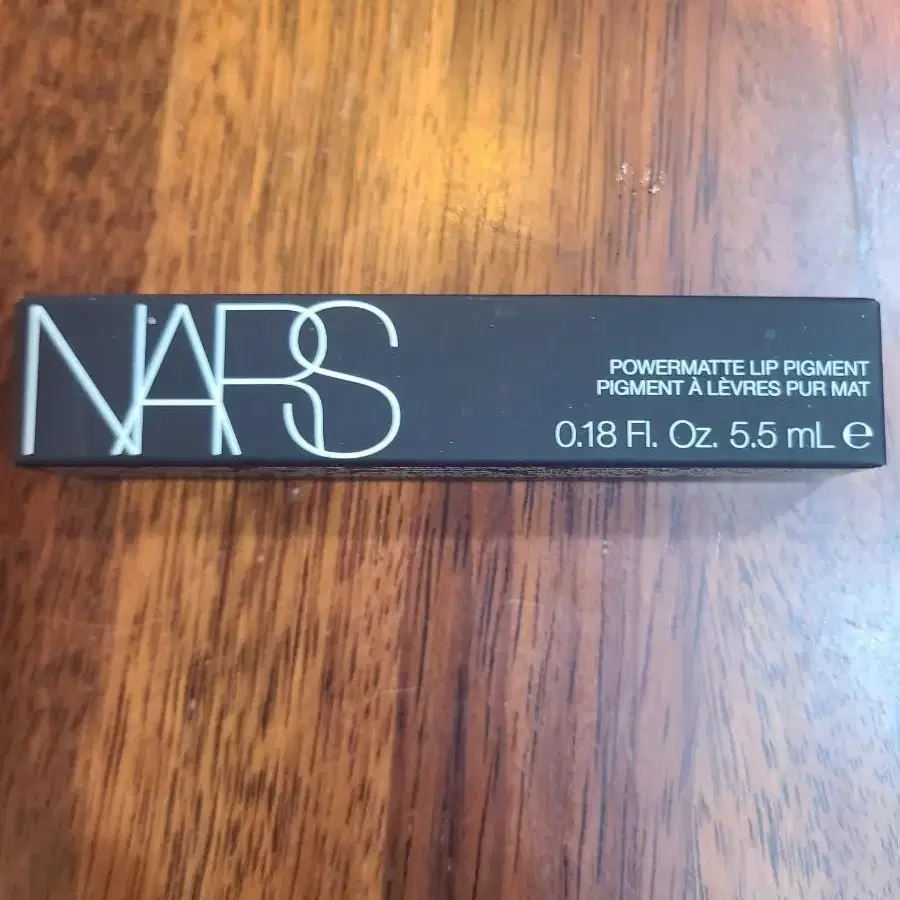 NARS
POWERMATTE LIP PIGMENT
PIGMENT À LÈVRES PUR MAT
0.18 Fl. Oz. 5.5 mL ℮